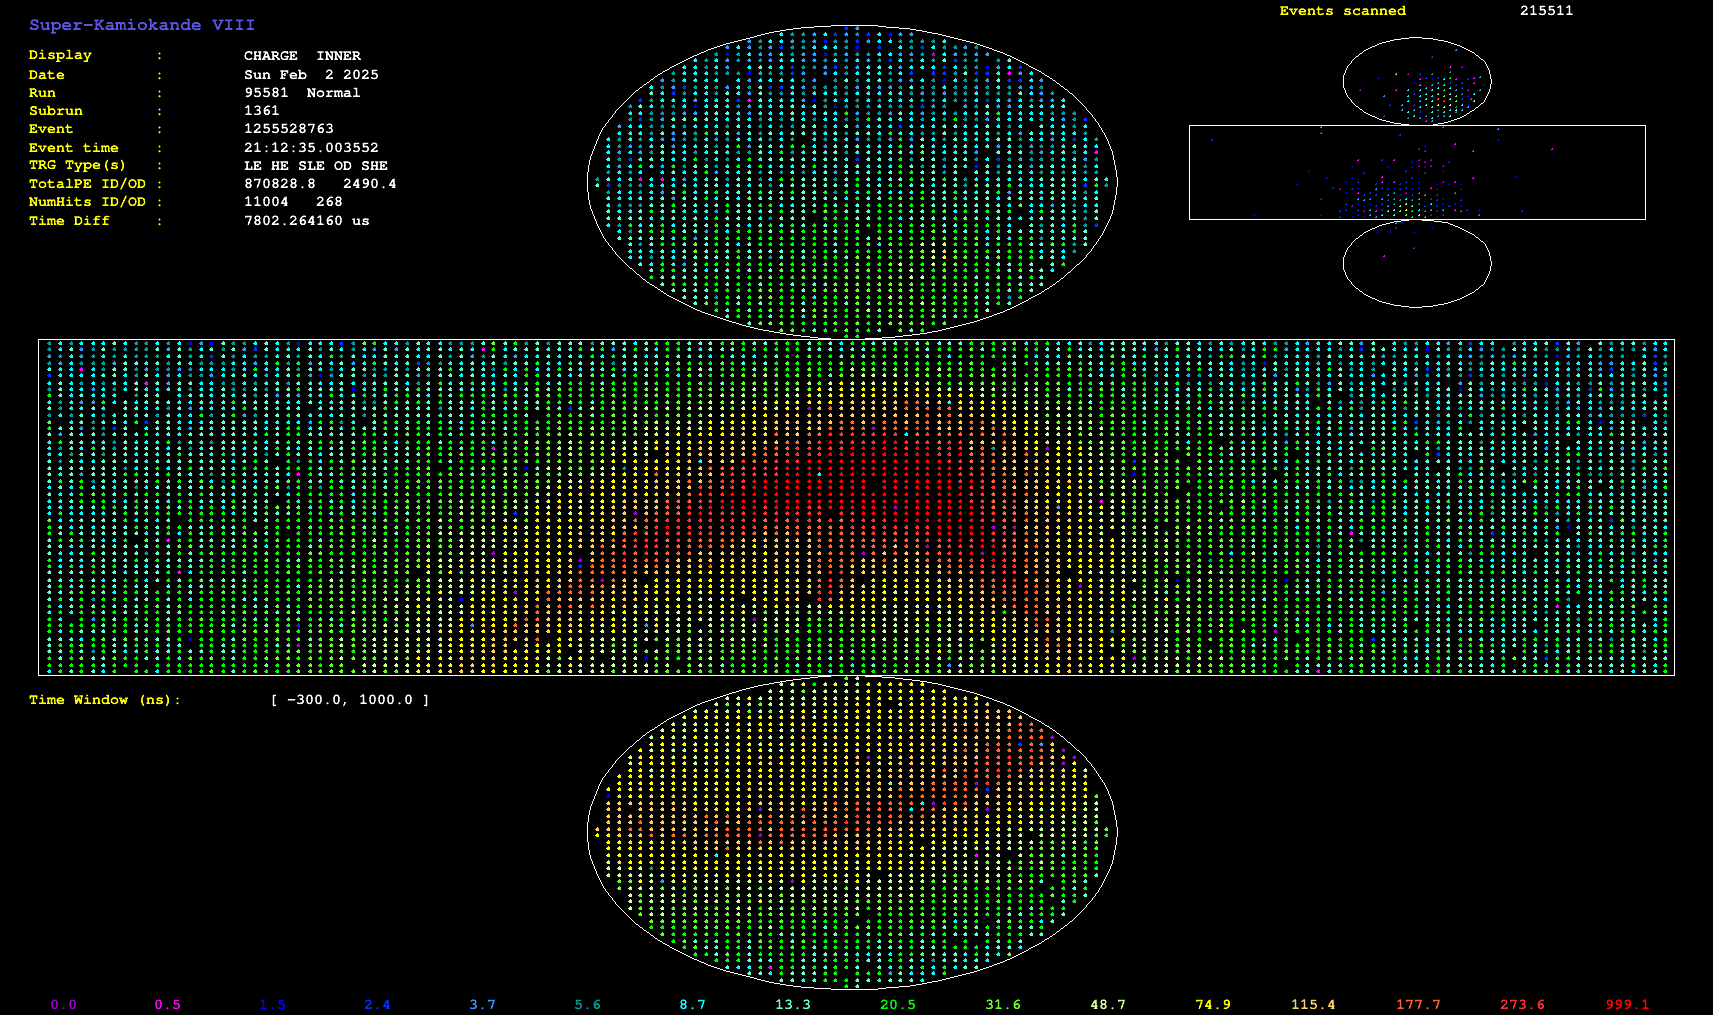 Super-Kamiokande VIII
Events scanned 215511
Display : CHARGE INNER
Date : Sun Feb 2 2025
Run : 95581 Normal
Subrun : 1361
Event : 1255528763
Event time : 21:12:35.003552
TRG Type(s) : LE HE SLE OD SHE
TotalPE ID/OD : 870828.8 2490.4
NumHits ID/OD : 11004 268
Time Diff : 7802.264160 us
Time Window (ns): [ -300.0, 1000.0 ]
0.0 0.5 1.5 2.4 3.7 5.6 8.7 13.3 20.5 31.6 48.7 74.9 115.4 177.7 273.6 999.1